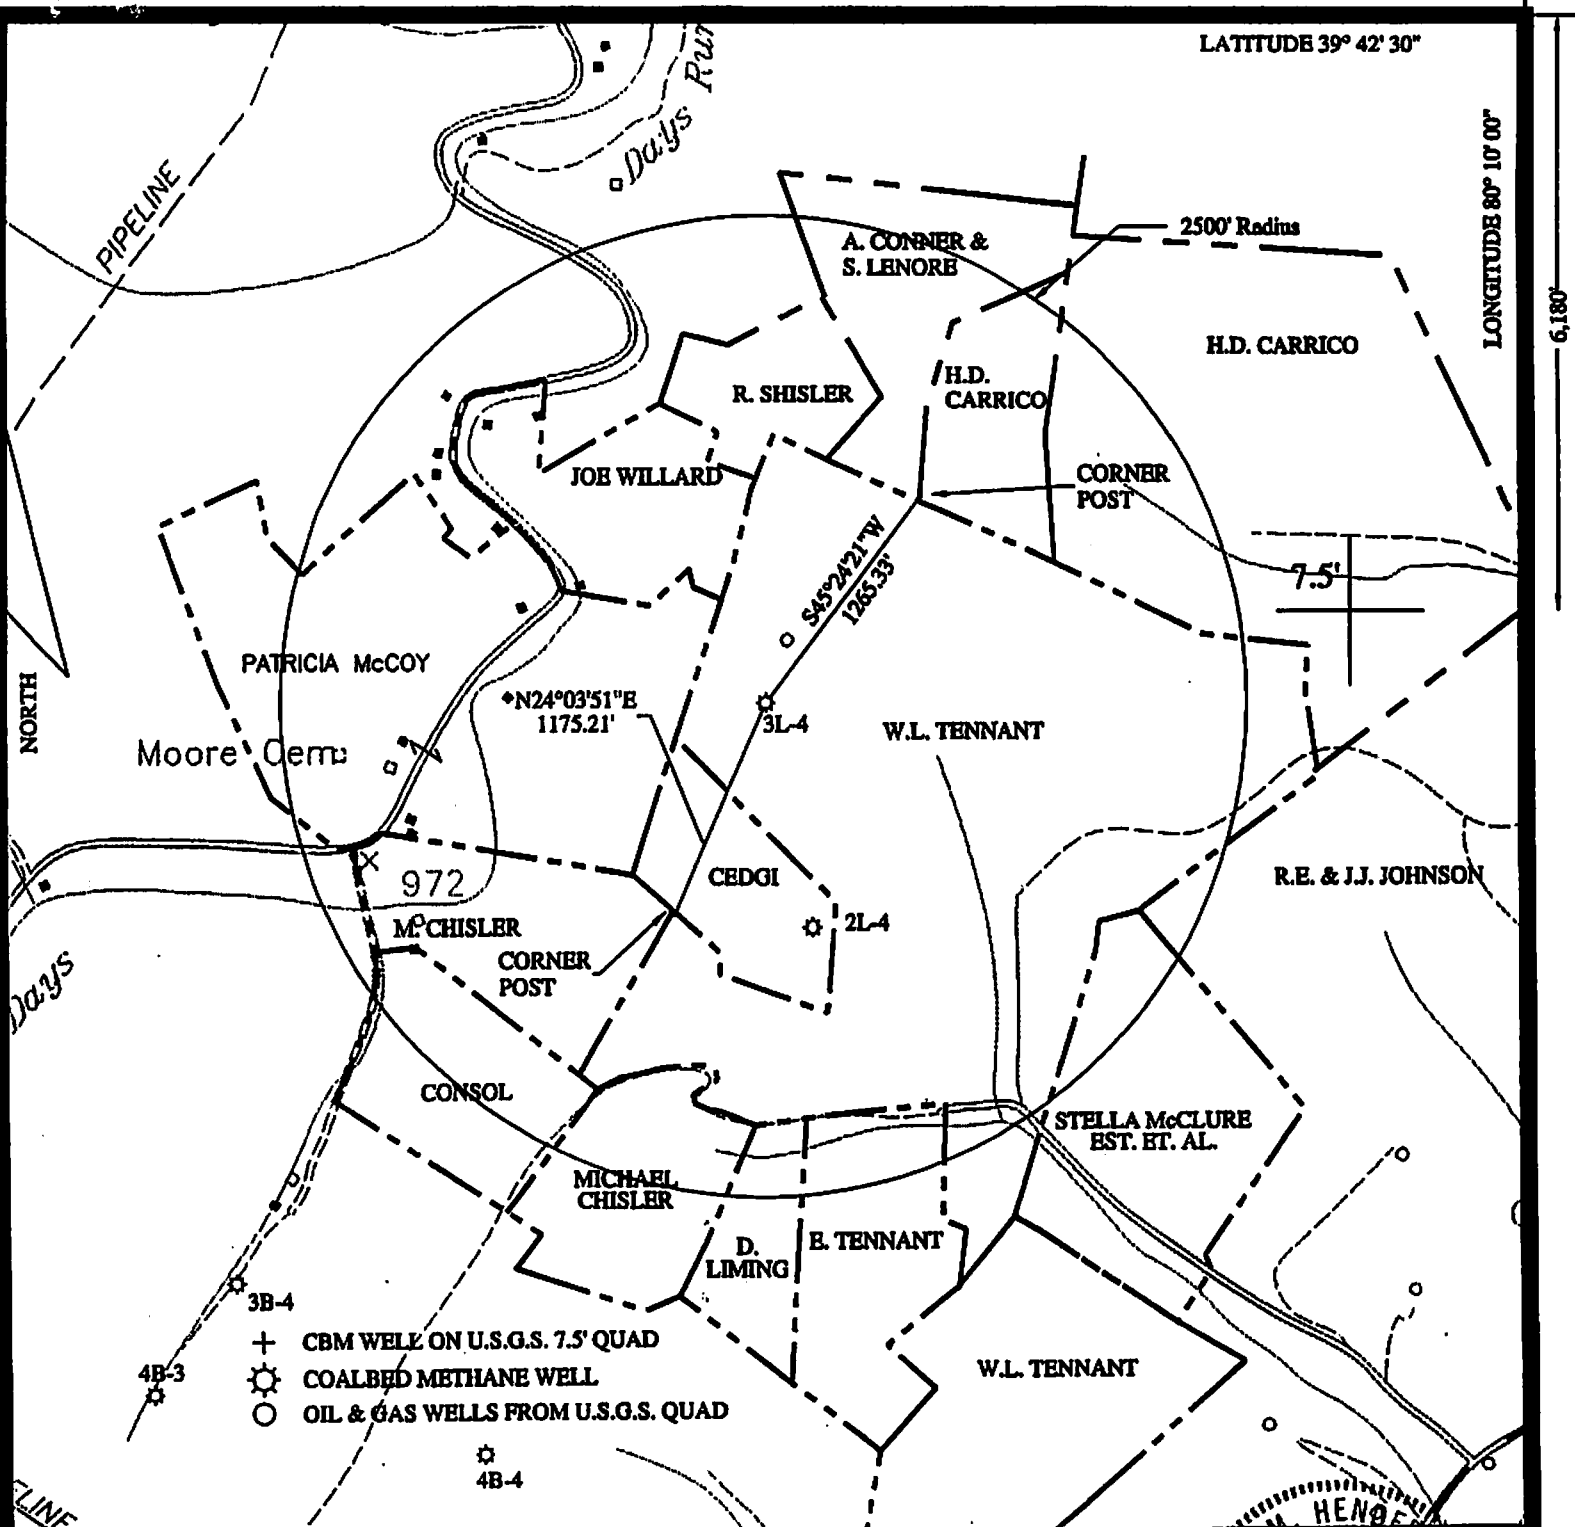 LATITUDE 39° 42' 30"
LONGITUDE 80° 10' 00"
6,180'
Days Run
PIPELINE
2500' Radius
A. CONNER &
S. LENORE
H.D. CARRICO
H.D.
CARRICO
R. SHISLER
JOE WILLARD
CORNER
POST
7.5'
S45°24'21"W
1265.33'
PATRICIA McCOY
NORTH
N24°03'51"E
1175.21'
3L-4
W.L. TENNANT
Moore Cem
972
CEDGI
R.E. & J.J. JOHNSON
2L-4
M. CHISLER
CORNER
POST
Days
CONSOL
STELLA McCLURE
EST. ET. AL.
MICHAEL
CHISLER
D.
LIMING
E. TENNANT
3B-4
CBM WELL ON U.S.G.S. 7.5' QUAD
4B-3
COALBED METHANE WELL
W.L. TENNANT
OIL & GAS WELLS FROM U.S.G.S. QUAD
4B-4